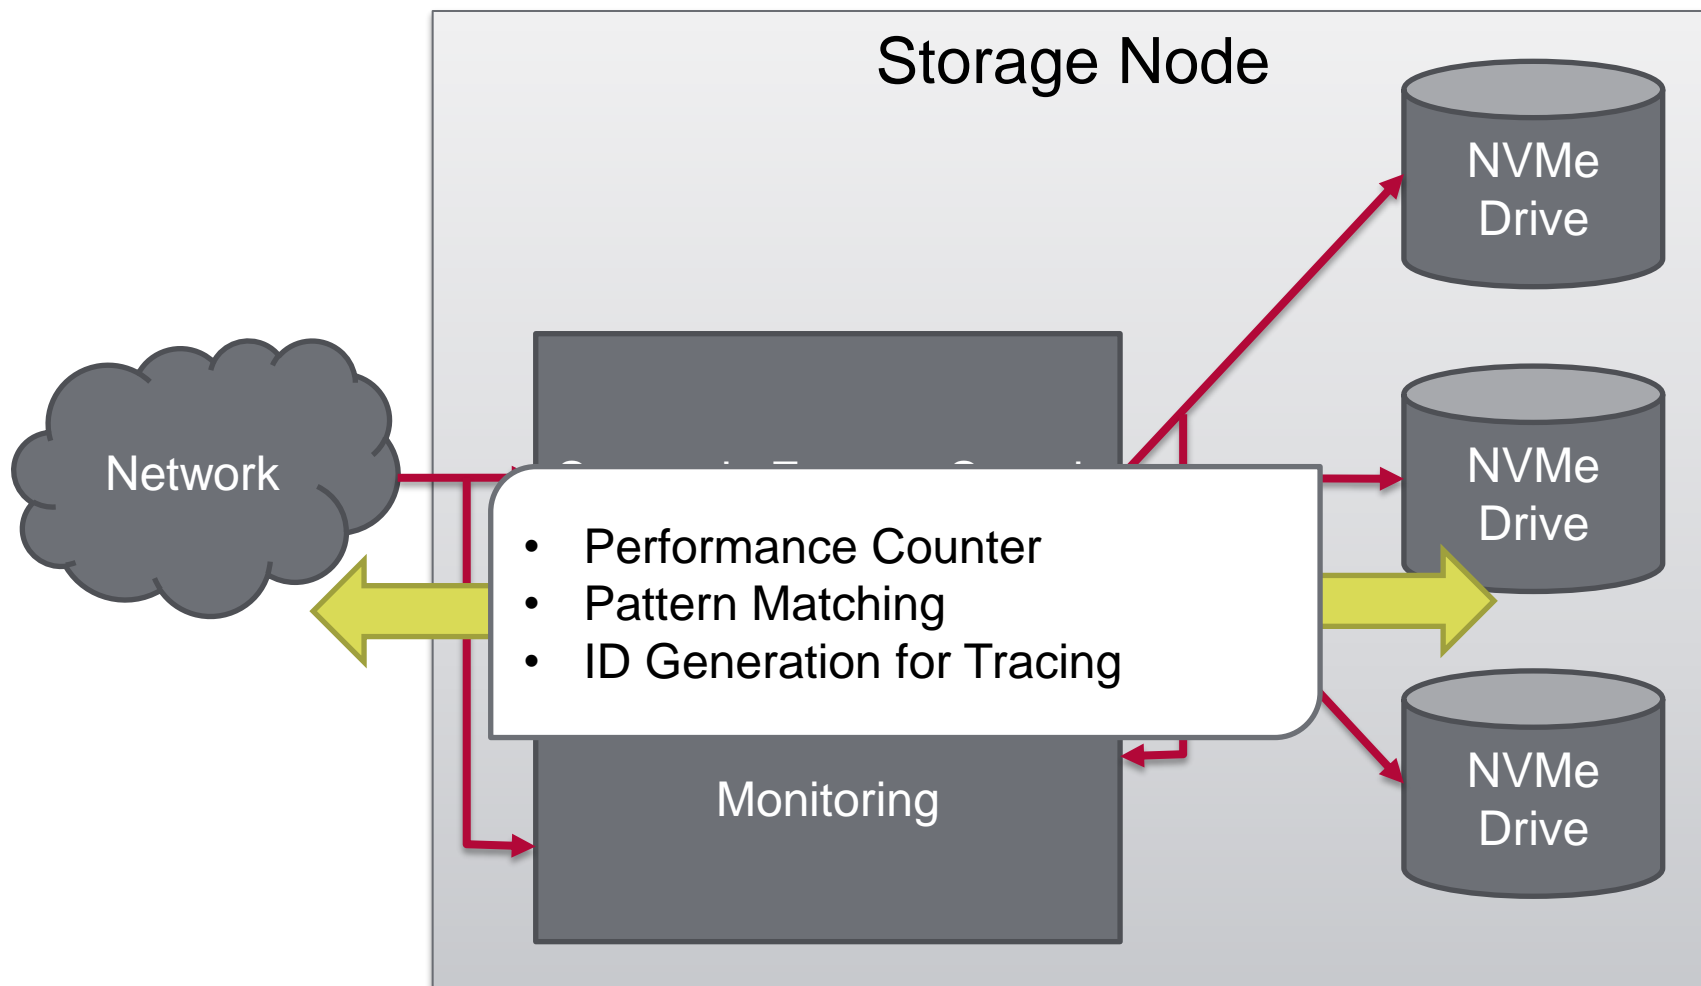 Storage Node
NVMe
Drive
Network
NVMe
Drive
• Performance Counter
• Pattern Matching
• ID Generation for Tracing
Monitoring
NVMe
Drive